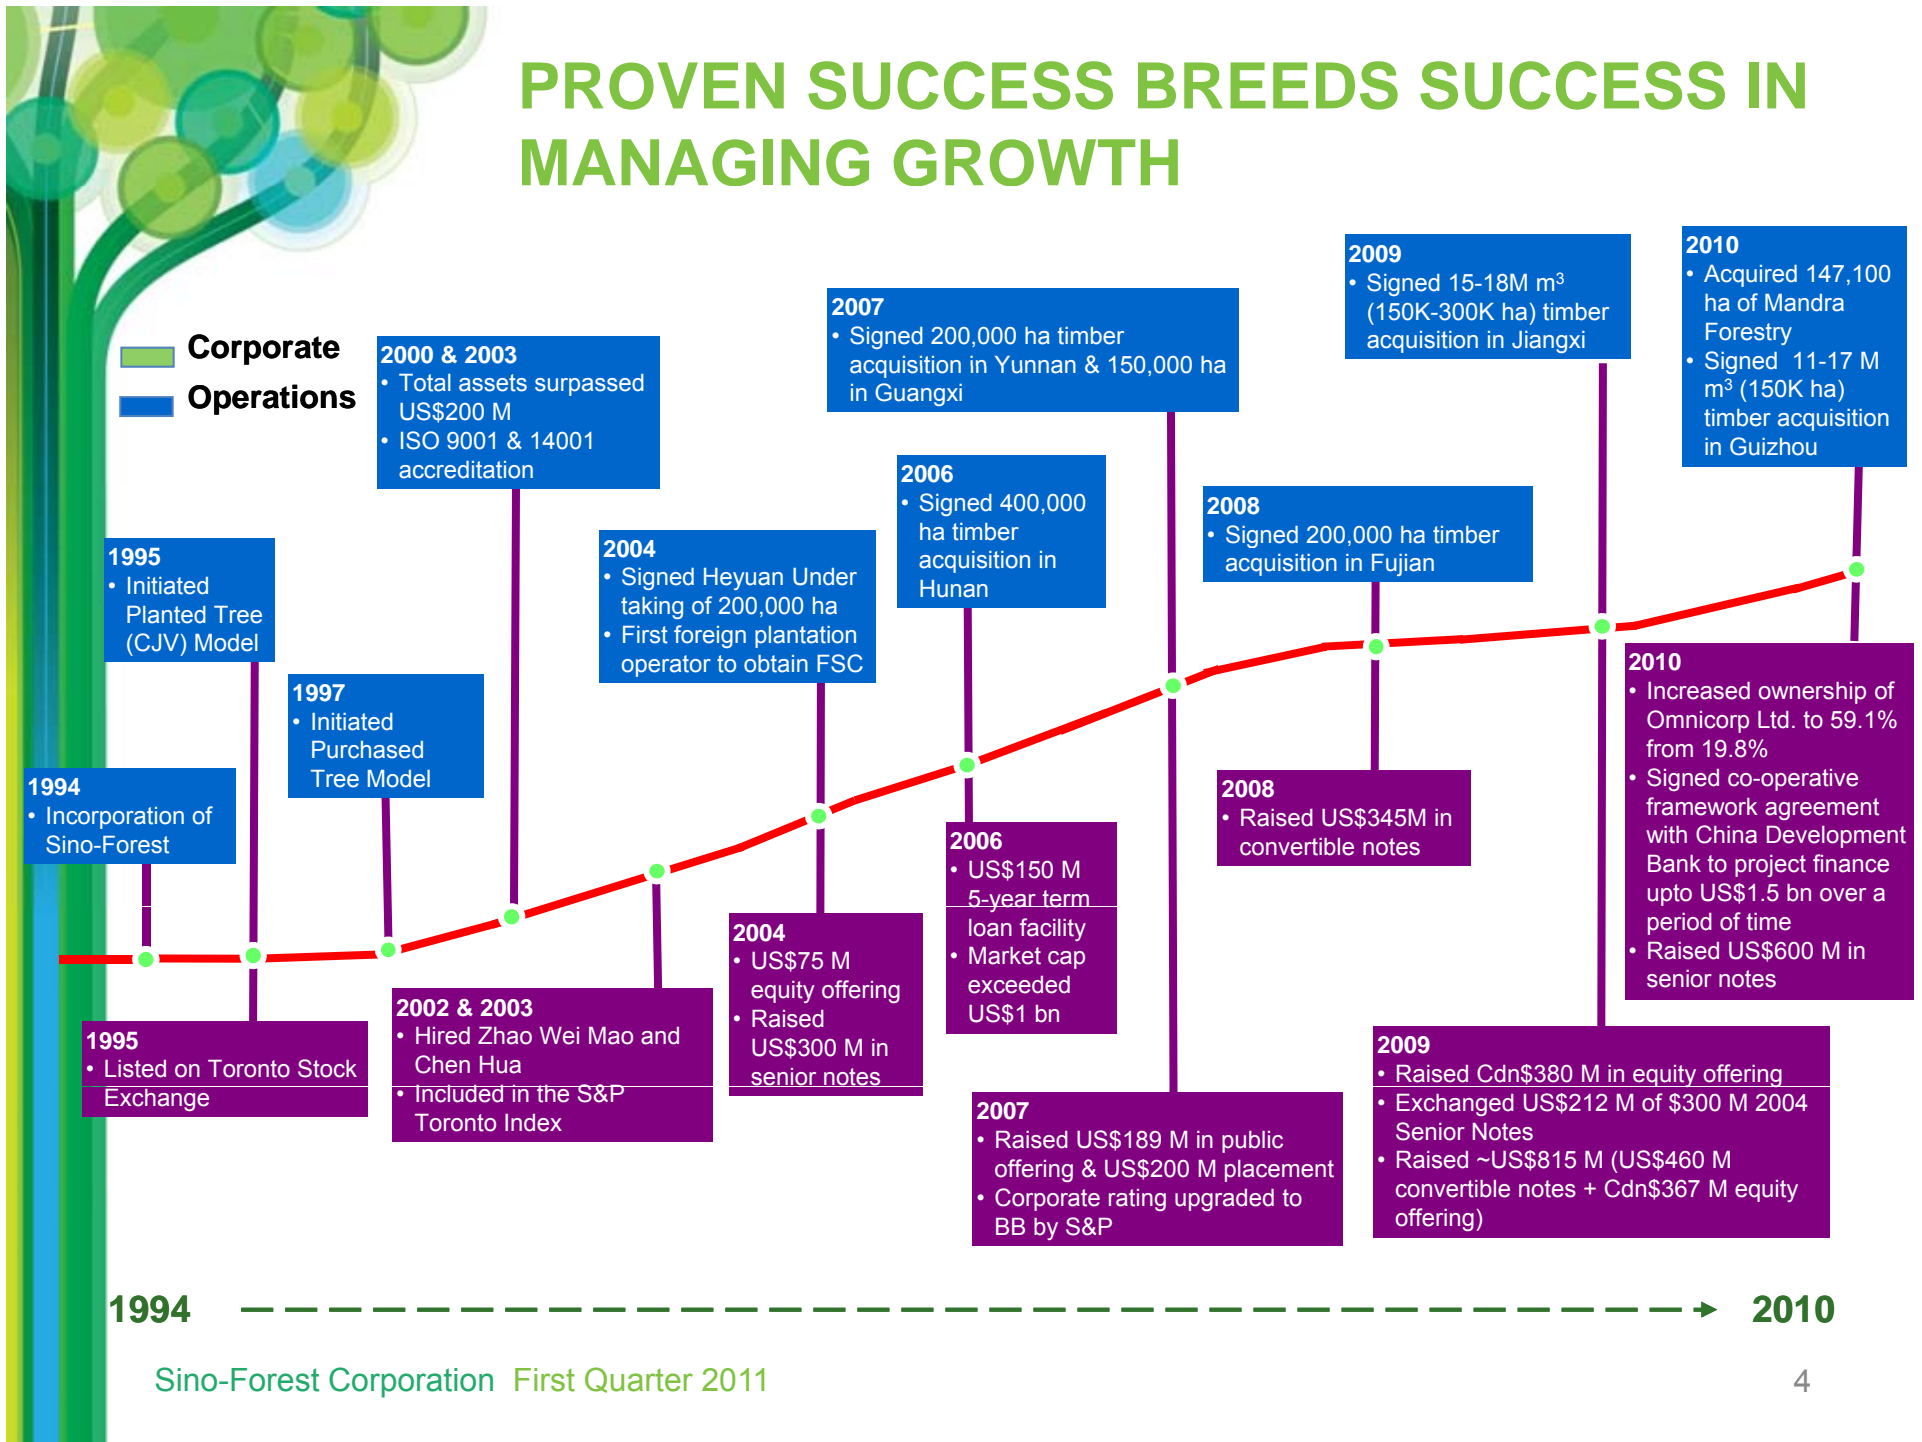 PROVEN SUCCESS BREEDS SUCCESS IN
MANAGING GROWTH
Corporate
Operations
1994
• Incorporation of
Sino-Forest
1995
• Initiated
Planted Tree
(CJV) Model
1995
• Listed on Toronto Stock
Exchange
1997
• Initiated
Purchased
Tree Model
2000 & 2003
• Total assets surpassed
US$200 M
• ISO 9001 & 14001
accreditation
2002 & 2003
• Hired Zhao Wei Mao and
Chen Hua
• Included in the S&P
Toronto Index
2004
• Signed Heyuan Under
taking of 200,000 ha
• First foreign plantation
operator to obtain FSC
2004
• US$75 M
equity offering
• Raised
US$300 M in
senior notes
2006
• Signed 400,000
ha timber
acquisition in
Hunan
2006
• US$150 M
5-year term
loan facility
• Market cap
exceeded
US$1 bn
2007
• Signed 200,000 ha timber
acquisition in Yunnan & 150,000 ha
in Guangxi
2007
• Raised US$189 M in public
offering & US$200 M placement
• Corporate rating upgraded to
BB by S&P
2008
• Signed 200,000 ha timber
acquisition in Fujian
2008
• Raised US$345M in
convertible notes
2009
• Signed 15-18M m³
(150K-300K ha) timber
acquisition in Jiangxi
2009
• Raised Cdn$380 M in equity offering
• Exchanged US$212 M of $300 M 2004
Senior Notes
• Raised ~US$815 M (US$460 M
convertible notes + Cdn$367 M equity
offering)
2010
• Acquired 147,100
ha of Mandra
Forestry
• Signed 11-17 M
m³ (150K ha)
timber acquisition
in Guizhou
2010
• Increased ownership of
Omnicorp Ltd. to 59.1%
from 19.8%
• Signed co-operative
framework agreement
with China Development
Bank to project finance
upto US$1.5 bn over a
period of time
• Raised US$600 M in
senior notes
1994
2010
Sino-Forest Corporation First Quarter 2011
4